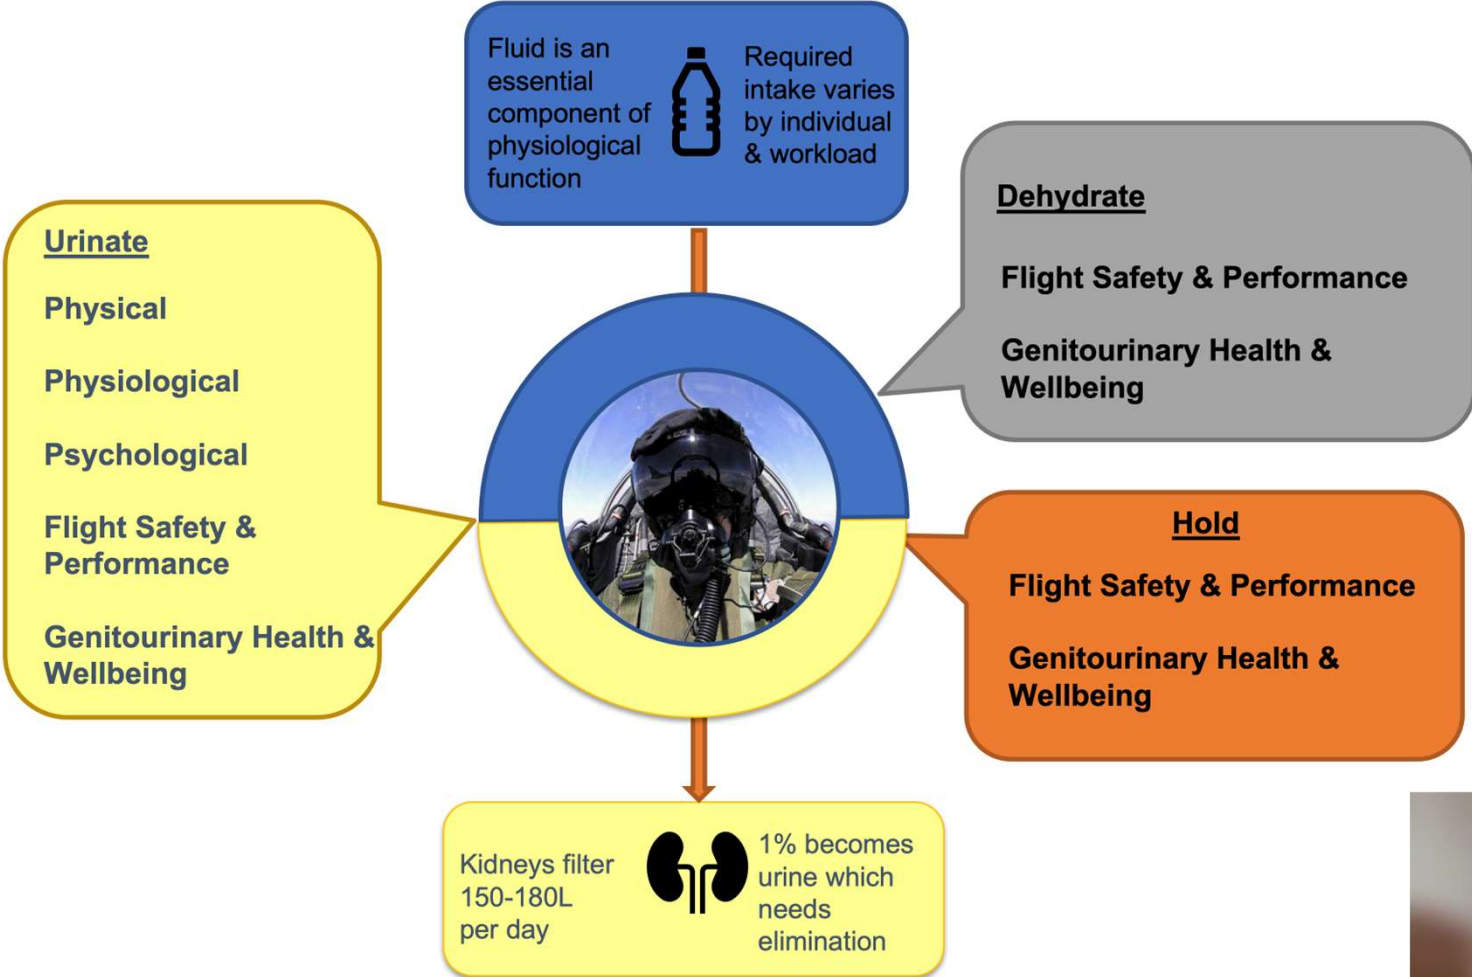 Fluid is an
essential
component of
physiological
function
Required
intake varies
by individual
& workload
Urinate
Physical
Physiological
Psychological
Flight Safety &
Performance
Genitourinary Health &
Wellbeing
Dehydrate
Flight Safety & Performance
Genitourinary Health &
Wellbeing
Hold
Flight Safety & Performance
Genitourinary Health &
Wellbeing
Kidneys filter
150-180L
per day
1% becomes
urine which
needs
elimination